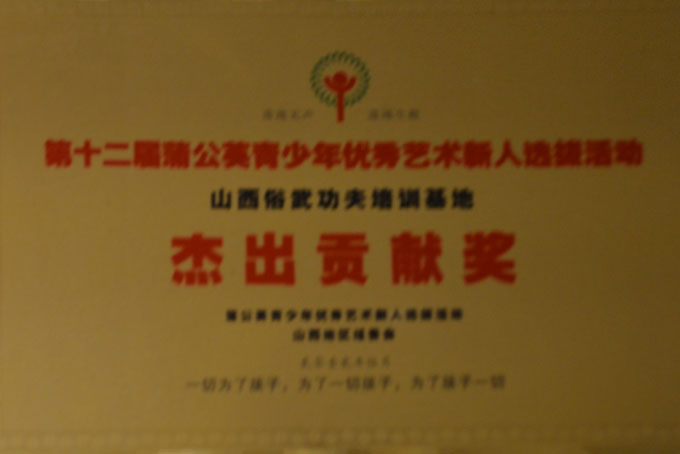 第十二届蒲公英青少年优秀艺术新人选拔活动
山西俗武功夫培训基地
杰出贡献奖
蒲公英青少年优秀艺术新人选拔活动
山西地区组委会
一切为了孩子，为了一切孩子，为了孩子一切